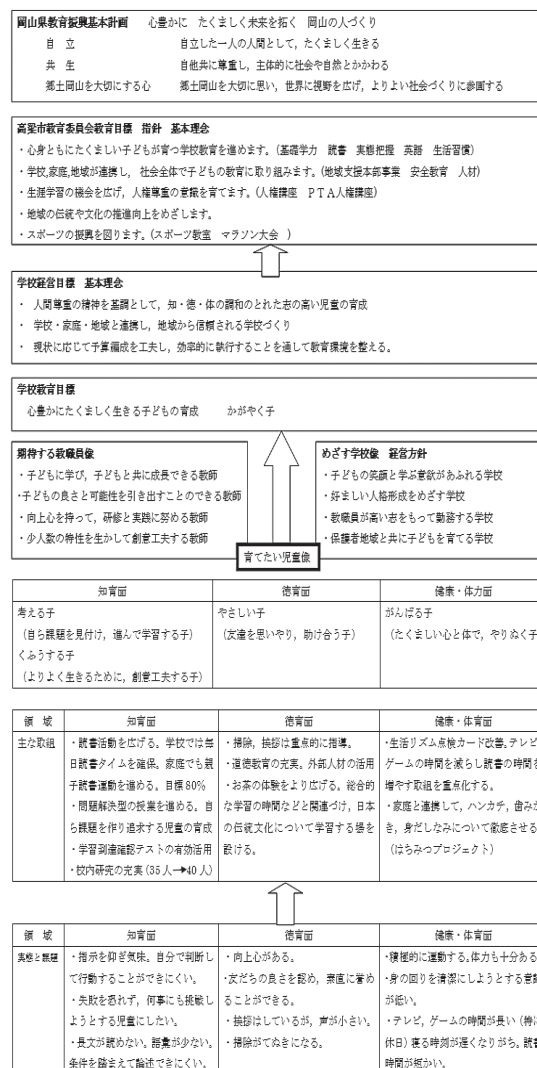 岡山県教育振興基本計画　心豊かに　たくましく未来を拓く　岡山の人づくり
自　立　自立した一人の人間として，たくましく生きる
共　生　自他共に尊重し，主体的に社会や自然とかかわる
郷土岡山を大切にする心　郷土岡山を大切に思い，世界に視野を広げ，よりよい社会づくりに参画する
高梁市教育委員会教育目標　指針　基本理念
・心身ともにたくましい子どもが育つ学校教育を進めます。（基礎学力　読書　実態把握　英語　生活習慣）
・学校,家庭,地域が連携し，社会全体で子どもの教育に取り組みます。（地域支援本部事業　安全教育　人材）
・生涯学習の機会を広げ，人権尊重の意識を育てます。（人権講座　ＰＴＡ人権講座）
・地域の伝統や文化の推進向上をめざします。
・スポーツの振興を図ります。（スポーツ教室　マラソン大会　）
学校経営目標　基本理念
・　人間尊重の精神を基調として，知・徳・体の調和のとれた志の高い児童の育成
・　学校・家庭・地域と連携し，地域から信頼される学校づくり
・　現状に応じて予算編成を工夫し，効率的に執行することを通して教育環境を整える。
学校教育目標
心豊かにたくましく生きる子どもの育成　かがやく子
期待する教職員像
・子どもに学び，子どもと共に成長できる教師
・子どもの良さと可能性を引き出すことのできる教師
・向上心を持って，研修と実践に努める教師
・少人数の特性を生かして創意工夫する教師
めざす学校像　経営方針
・子どもの笑顔と学ぶ意欲があふれる学校
・好ましい人格形成をめざす学校
・教職員が高い志をもって勤務する学校
・保護者地域と共に子どもを育てる学校
育てたい児童像
知育面　徳育面　健康・体力面
考える子
（自ら課題を見付け，進んで学習する子）
くふうする子
（よりよく生きるために，創意工夫する子）
やさしい子
（友達を思いやり，助け合う子）
がんばる子
（たくましい心と体で，やりぬく子
領　域　知育面　徳育面　健康・体育面
主な取組
・読書活動を広げる。学校では毎
日読書タイムを確保。家庭でも親
子読書運動を進める。目標80%
・問題解決型の授業を進める。自
ら課題を作り追求する児童の育成
・学習到達確認テストの有効活用
・校内研究の充実（35人→40人）
・掃除，挨拶は重点的に指導。
・道徳教育の充実。外部人材の活用
・お茶の体験をより広げる。総合的
な学習の時間などと関連づけ，日本
の伝統文化について学習する場を
設ける。
・生活リズム点検カード改善。テレビ
ゲームの時間を減らし読書の時間を
増やす取組を重点化する。
・家庭と連携して，ハンカチ，歯みが
き，身だしなみについて徹底させる
（はちみつプロジェクト）
領　域　知育面　徳育面　健康・体育面
実態と課題
・指示を仰ぎ気味。自分で判断し
て行動することができにくい。
・失敗を恐れず，何事にも挑戦し
ようとする児童にしたい。
・長文が読めない。語彙が少ない。
条件を踏まえて論述できにくい。
・向上心がある。
・友だちの良さを認め，素直に誉め
ることができる。
・挨拶はしているが，声が小さい。
・掃除がてぬきになる。
・積極的に運動する。体力も十分ある
・身の回りを清潔にしようとする意識
が低い。
・テレビ，ゲームの時間が長い（特に
休日）寝る時刻が遅くなりがち。読書
時間が短かい。